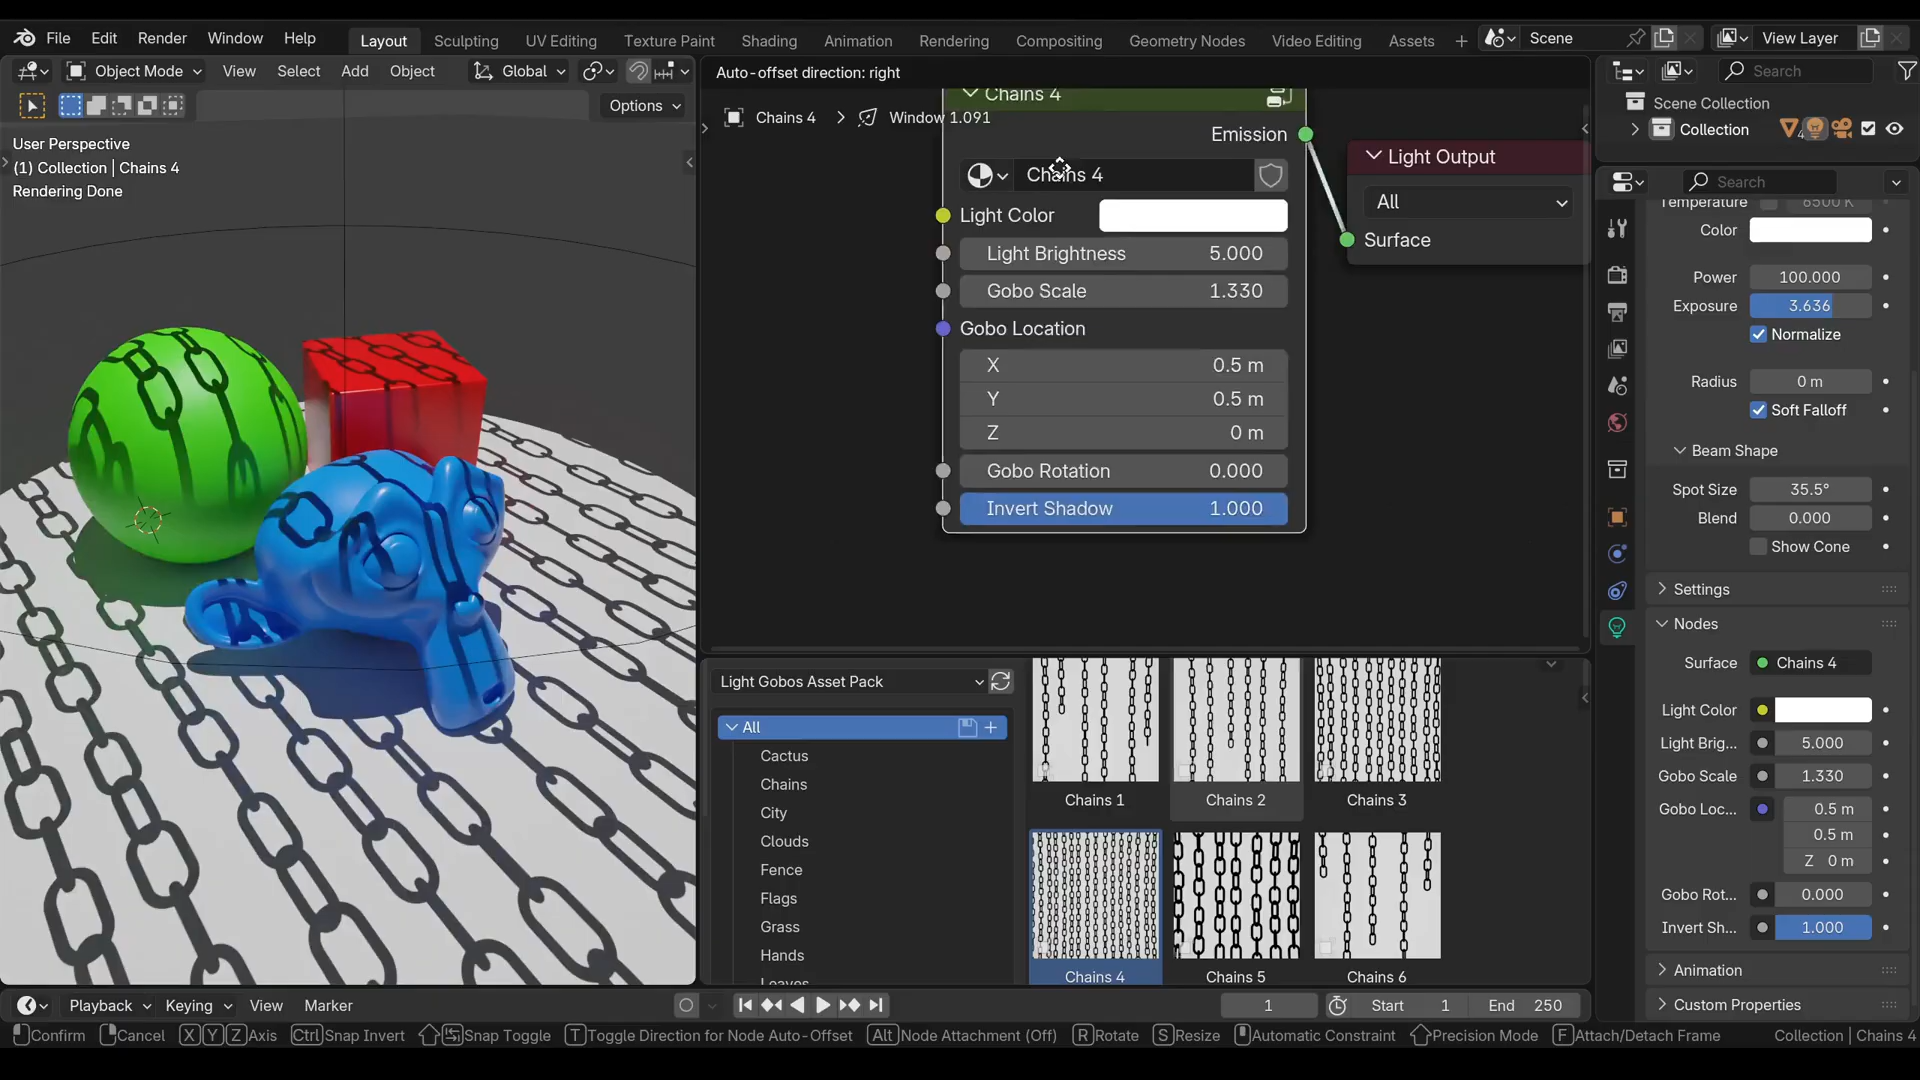 File Edit Render Window Help Layout Sculpting UV Editing Texture Paint Shading Animation Rendering Compositing Geometry Nodes Video Editing Assets Scene View Layer
Object Mode View Select Add Object Global
Auto-offset direction: right
Search
Options
User Perspective
(1) Collection | Chains 4
Rendering Done
Chains 4 > Window 1.091
Chains 4
Emission
Chains 4
Light Color
Light Brightness 5.000
Gobo Scale 1.330
Gobo Location
X 0.5 m
Y 0.5 m
Z 0 m
Gobo Rotation 0.000
Invert Shadow 1.000
Light Output
All
Surface
Scene Collection
Collection
Search
Temperature 6500 K
Color
Power 100.000
Exposure 3.636
Normalize
Radius 0 m
Soft Falloff
Beam Shape
Spot Size 35.5°
Blend 0.000
Show Cone
Settings
Nodes
Surface Chains 4
Light Color
Light Brig... 5.000
Gobo Scale 1.330
Gobo Loc... 0.5 m
0.5 m
Z 0 m
Gobo Rot... 0.000
Invert Sh... 1.000
Animation
Custom Properties
Light Gobos Asset Pack
All
Cactus
Chains
City
Clouds
Fence
Flags
Grass
Hands
Leaves
Chains 1 Chains 2 Chains 3
Chains 4 Chains 5 Chains 6
Playback Keying View Marker 1 Start 1 End 250
Confirm Cancel X Y Z Axis Ctrl Snap Invert Snap Toggle T Toggle Direction for Node Auto-Offset Alt Node Attachment (Off) R Rotate S Resize Automatic Constraint Precision Mode F Attach/Detach Frame Collection | Chains 4